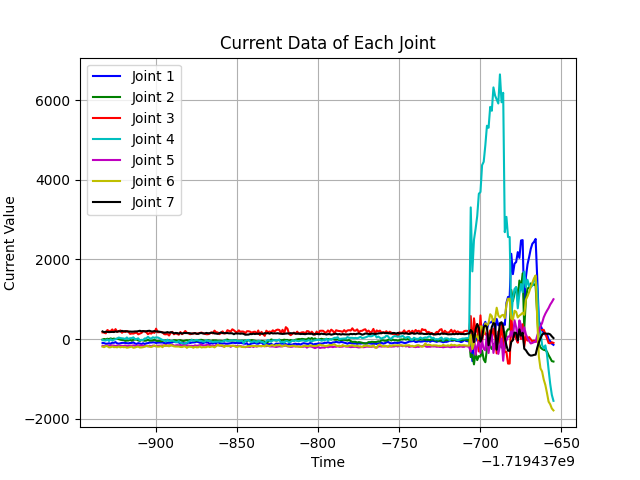 Current Data of Each Joint
Joint 1
Joint 2
Joint 3
Joint 4
Joint 5
Joint 6
Joint 7
6000
4000
2000
0
−2000
Current Value
−900
−850
−800
−750
−700
−650
Time
−1.719437e9